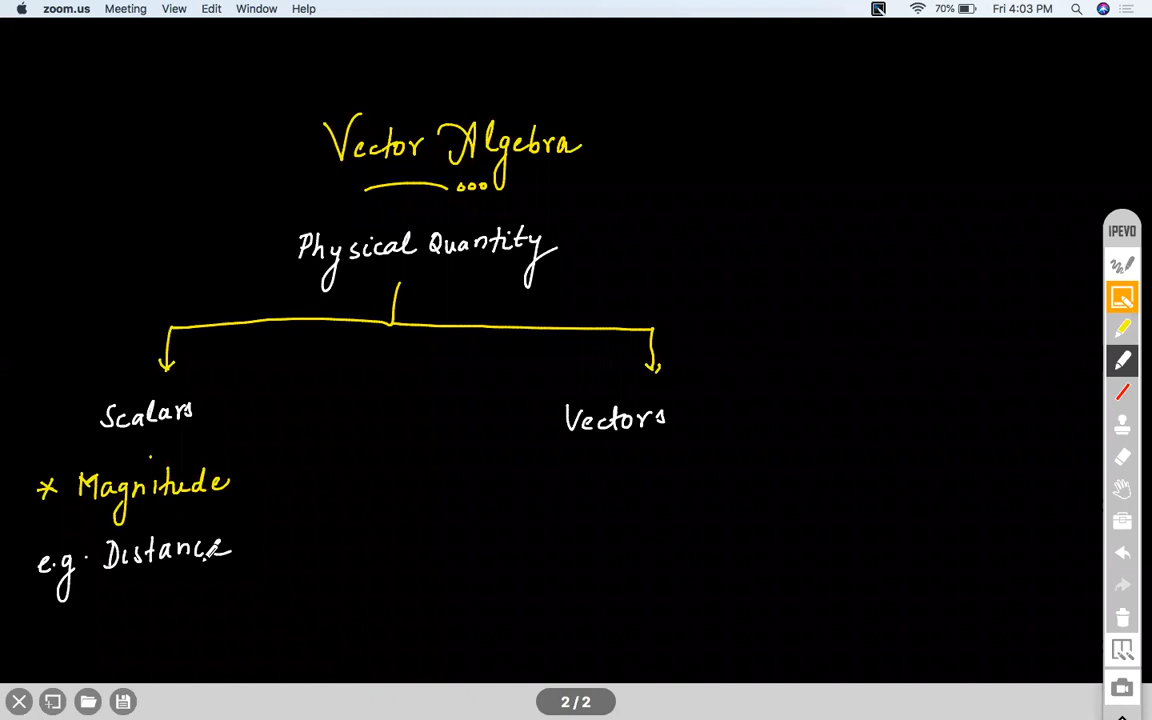 zoom.us Meeting View Edit Window Help 70% Fri 4:03 PM
Vector Algebra
Physical Quantity
Scalars Vectors
* Magnitude
e.g. Distance
IPEVO
2/2